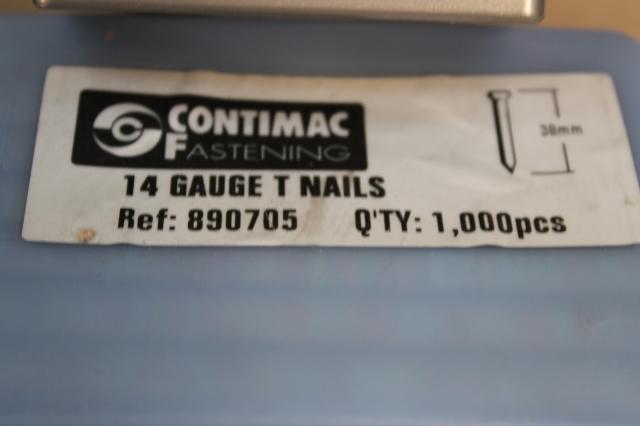 CONTIMAC
FASTENING
38mm
14 GAUGE T NAILS
Ref: 890705 Q'TY: 1,000pcs